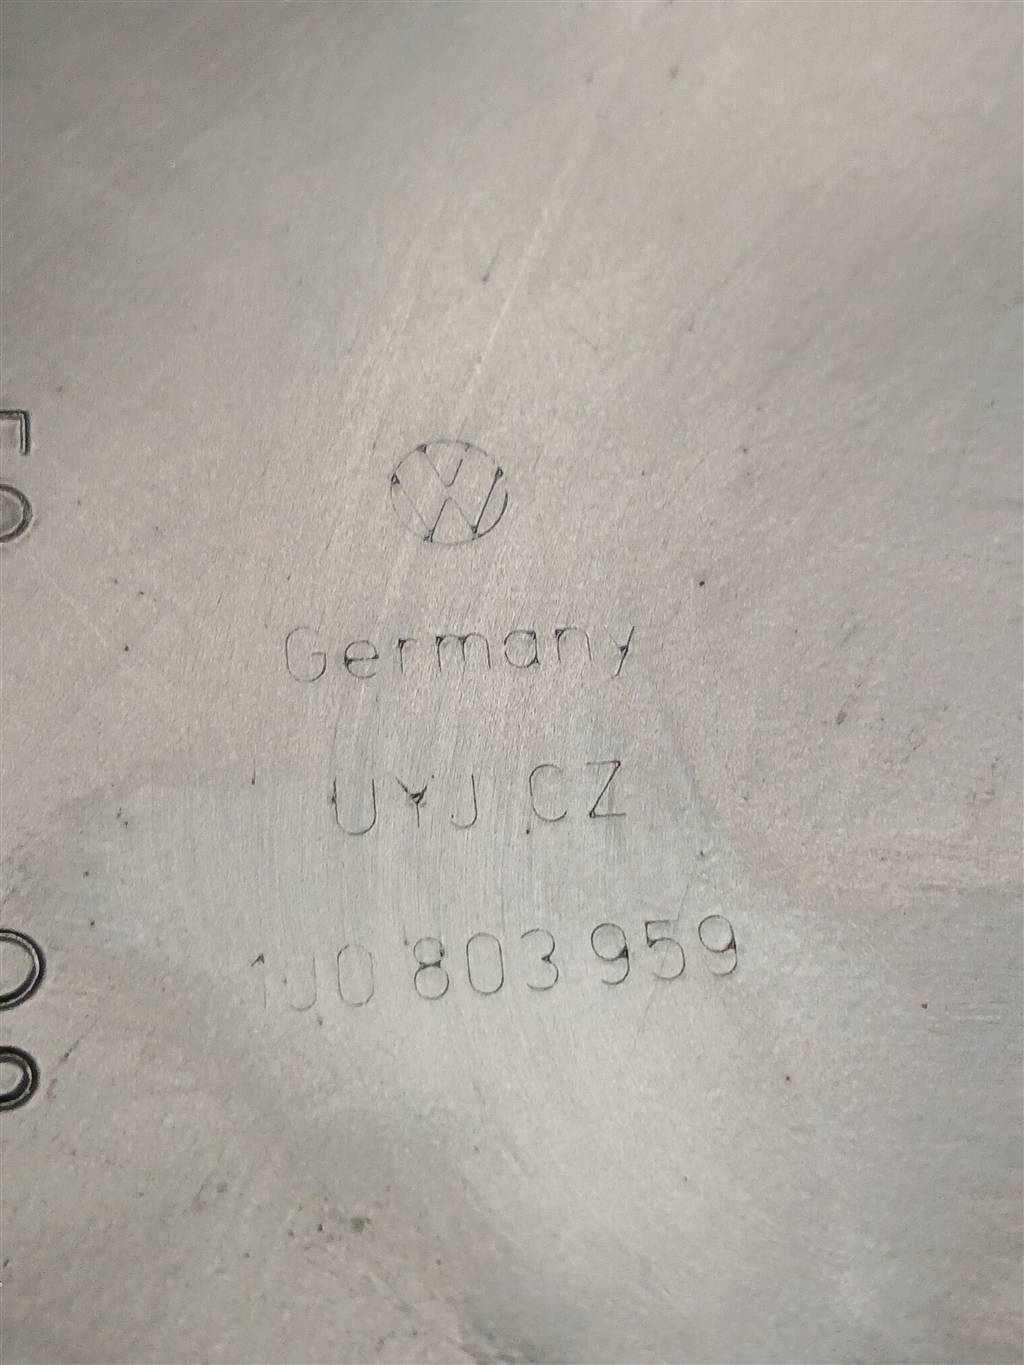 Germany
UYJ CZ
1J0 803 959